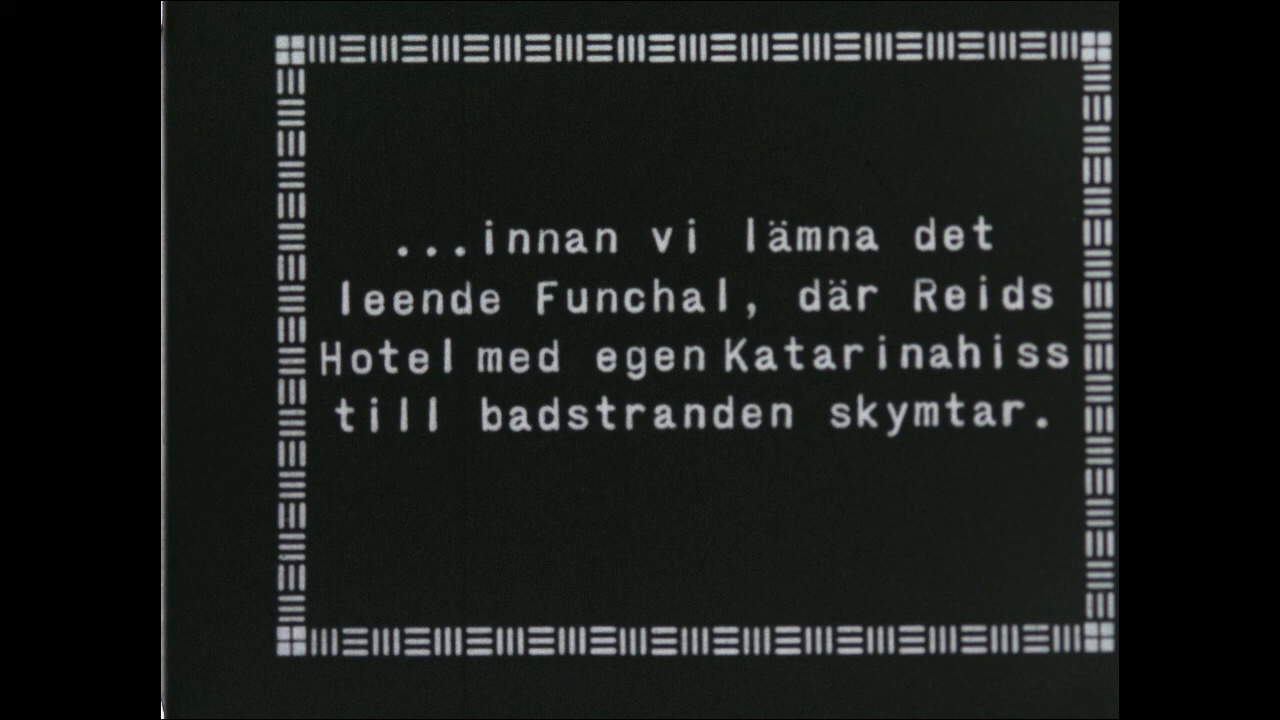 ...innan vi lämna det
leende Funchal, där Reids
Hotel med egen Katarinahiss
till badstranden skymtar.